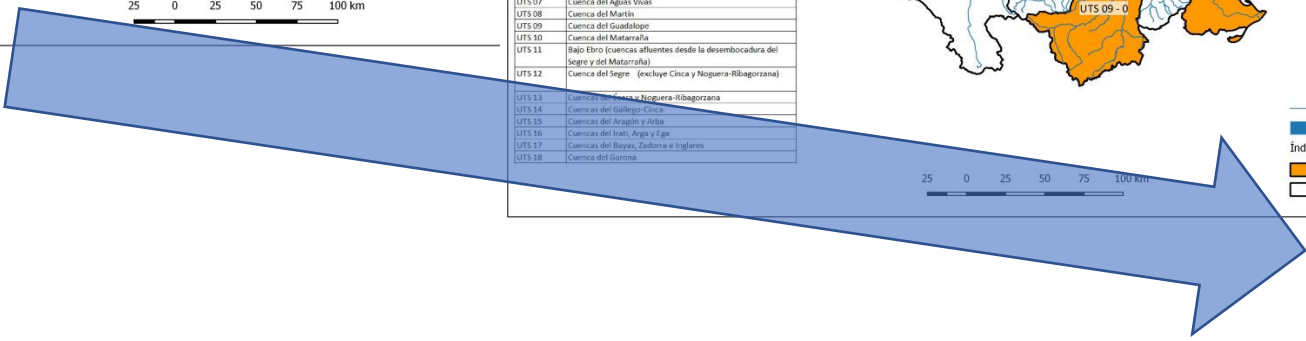 25 0 25 50 75 100 km
UTS 07 Cuenca del Aguas Vivas
UTS 08 Cuenca del Martín
UTS 09 Cuenca del Guadalope
UTS 10 Cuenca del Matarraña
UTS 11 Bajo Ebro (cuencas afluentes desde la desembocadura del
Segre y del Matarraña)
UTS 12 Cuenca del Segre (excluye Cinca y Noguera-Ribagorzana)
UTS 13 Cuencas del Ésera y Noguera-Ribagorzana
UTS 14 Cuencas del Gállego-Cinca
UTS 15 Cuencas del Aragón y Arba
UTS 16 Cuencas del Irati, Arga y Ega
UTS 17 Cuencas del Bayas, Zadorra e Inglares
UTS 18 Cuenca del Garona
UTS 09 - 0
25 0 25 50 75 100 km
Índ